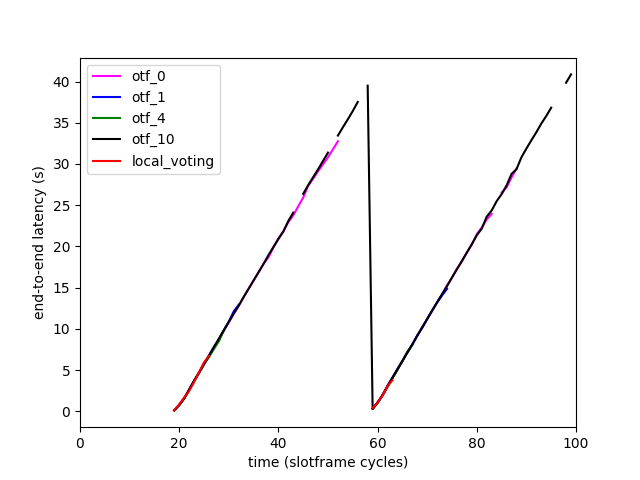 otf_0
otf_1
otf_4
otf_10
local_voting
40
35
30
25
20
15
10
5
0
end-to-end latency (s)
0 20 40 60 80 100
time (slotframe cycles)